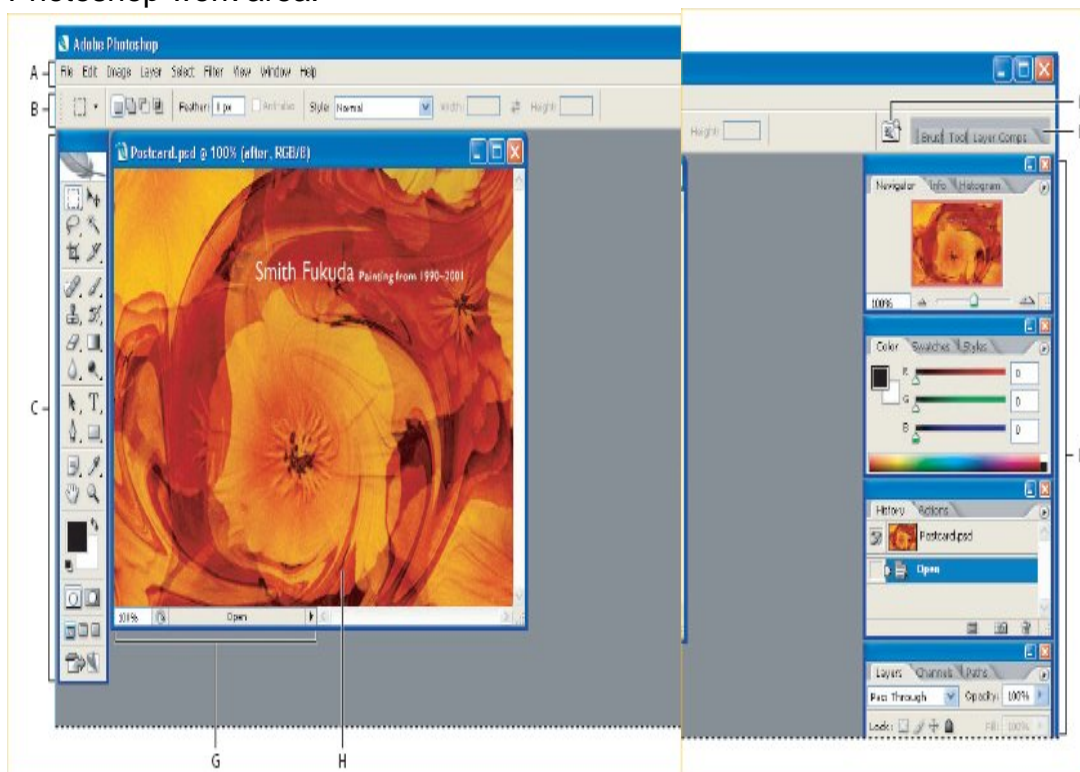 Photoshop work area.
Adobe Photoshop
A
File Edit Image Layer Select Filter View Window Help
B
Feather: 0 px
Anti-alias
Style: Normal
Width:
Height:
Height:
Brush Tool Layer Comps
Postcard.psd @ 100% (after, RGB/8)
Smith Fukuda Painting from 1990-2001
Navigator Info Histogram
100%
Color Swatches Styles
R 0
G 0
B 0
C
History Actions
Postcard.psd
Open
100%
Open
Layers Channels Paths
Pass Through Opacity: 100%
Lock: Fill: 100%
G
H